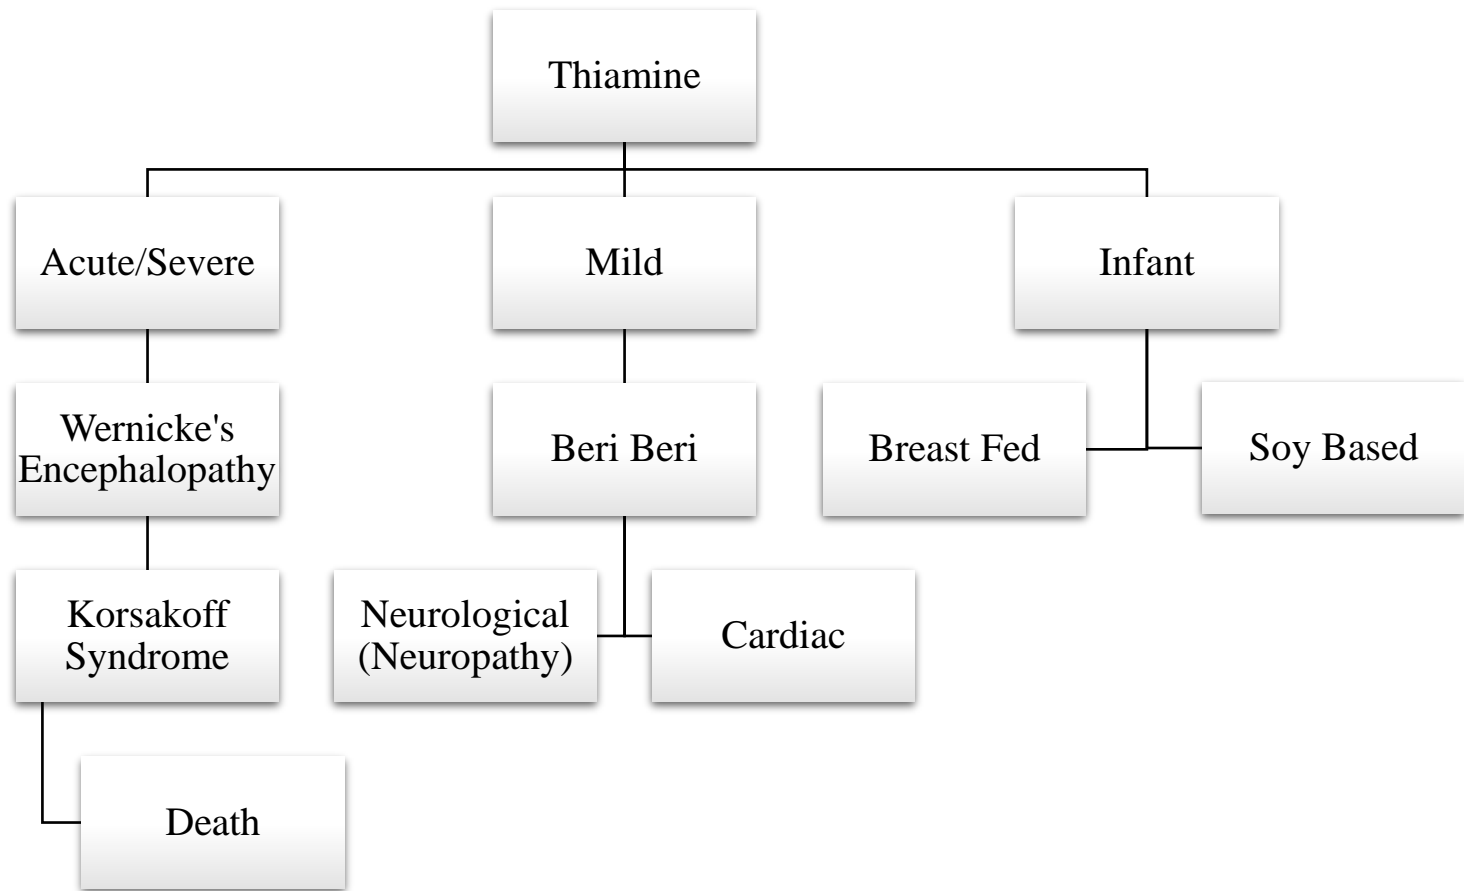 Thiamine
Acute/Severe
Mild
Infant
Wernicke's
Encephalopathy
Beri Beri
Breast Fed
Soy Based
Korsakoff
Syndrome
Neurological
(Neuropathy)
Cardiac
Death